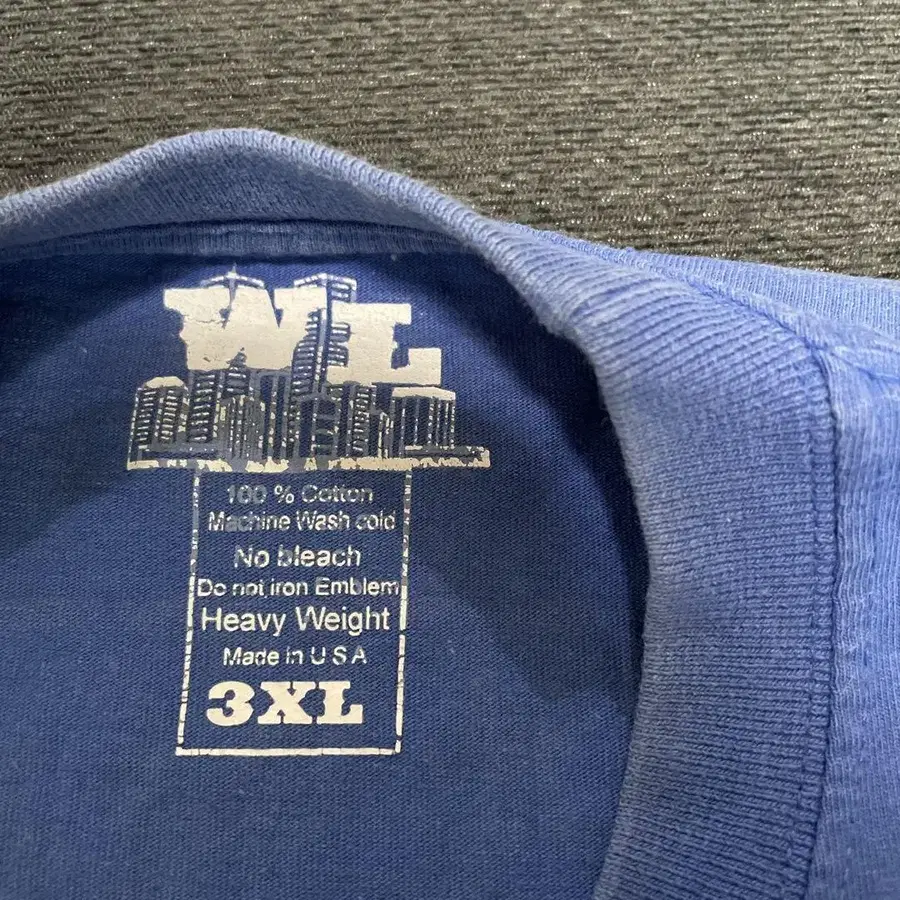 WL
100 % Cotton
Machine Wash cold
No bleach
Do not iron Emblem
Heavy Weight
Made in U S A
3XL